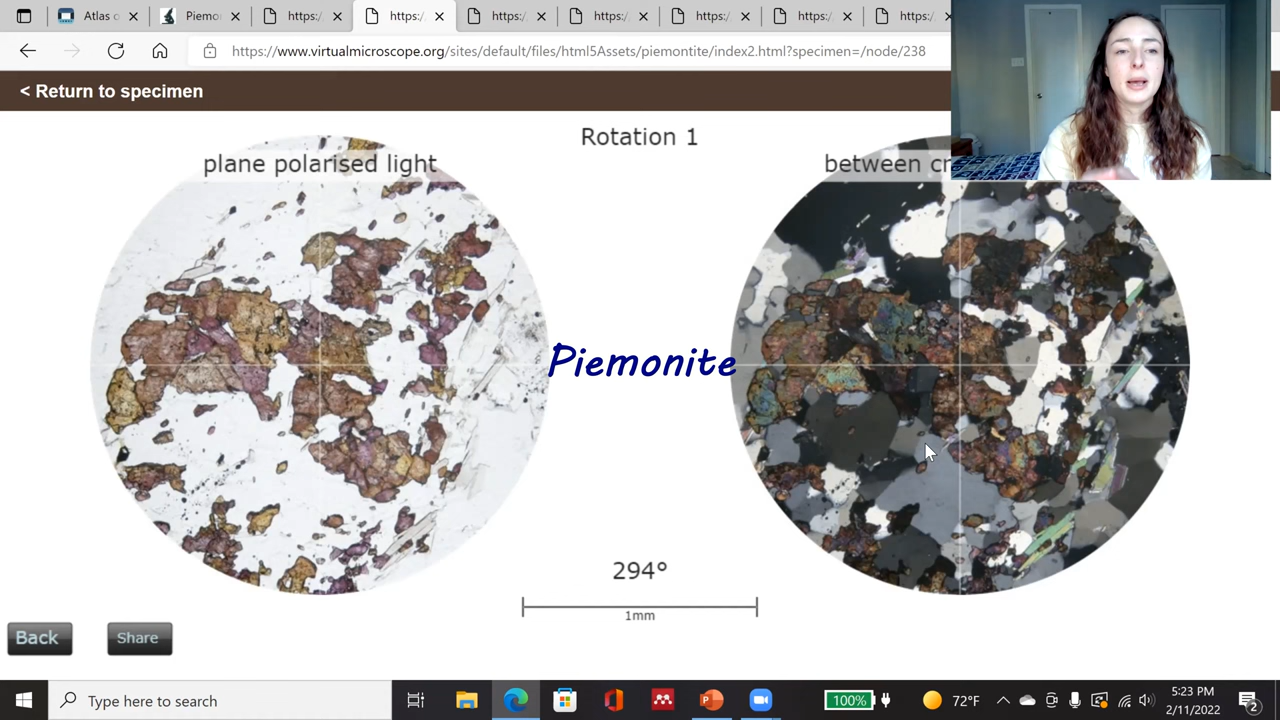 Atlas o
Piemo
https:/
https:/
https:/
https:/
https:/
https:/
https:/
https://www.virtualmicroscope.org/sites/default/files/html5Assets/piemontite/index2.html?specimen=/node/238
< Return to specimen
Rotation 1
plane polarised light
between cr
Piemonite
294°
1mm
Back
Share
Type here to search
100%
72°F
5:23 PM
2/11/2022
2